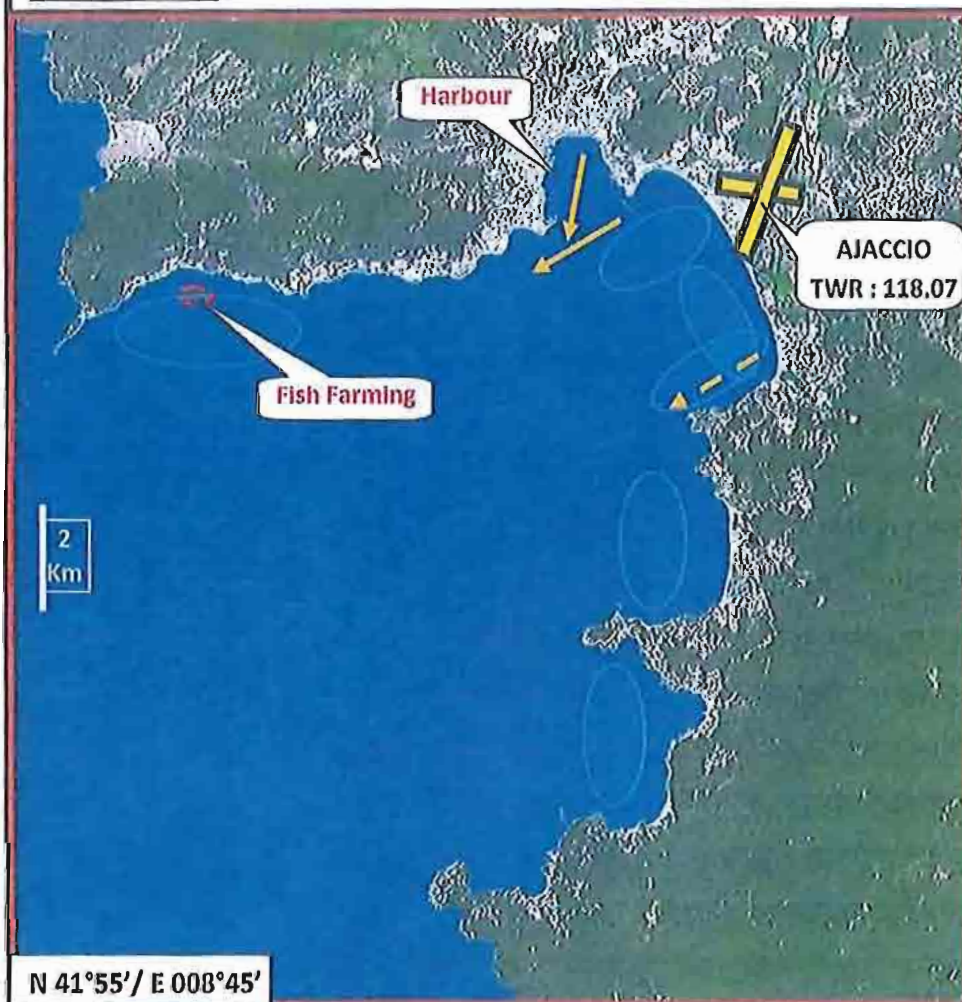 Harbour
AJACCIO
TWR : 118.07
Fish Farming
2
Km
N 41°55'/ E 008°45'